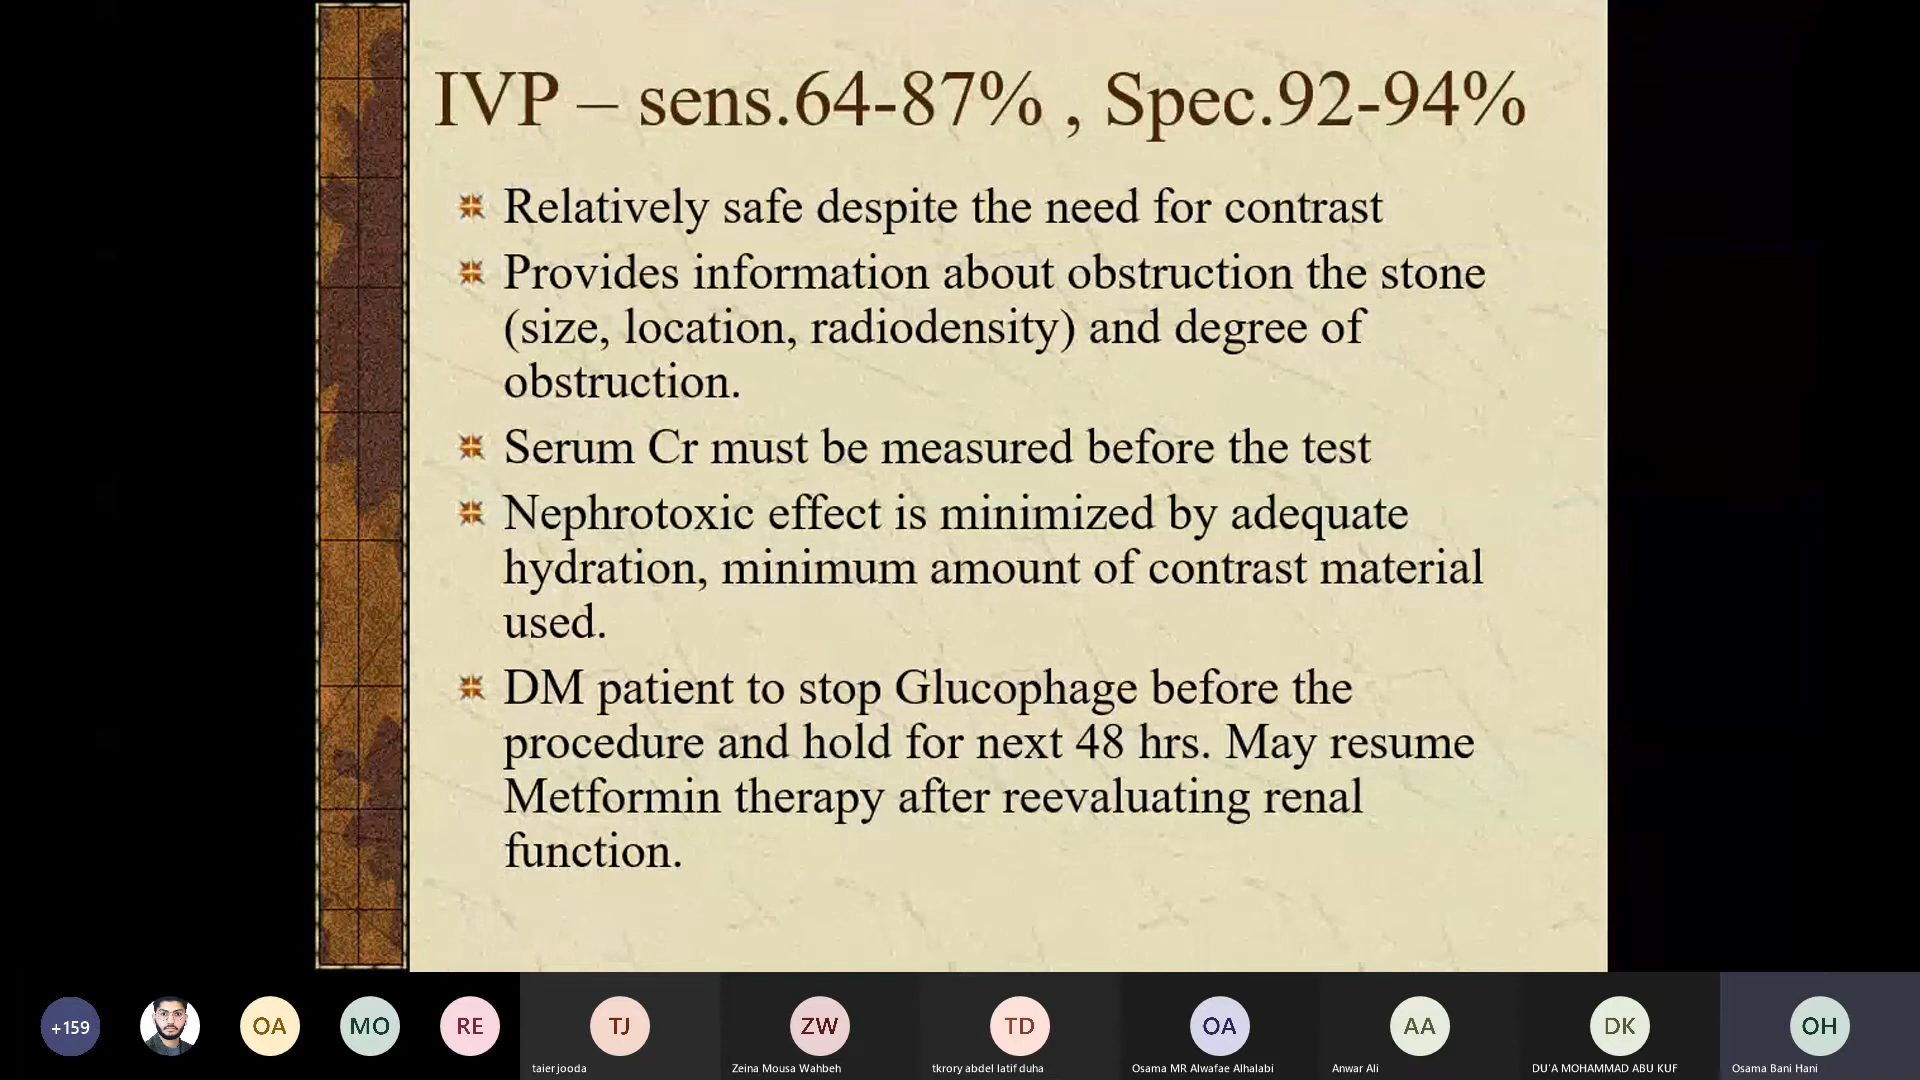 IVP – sens.64-87% , Spec.92-94%
Relatively safe despite the need for contrast
Provides information about obstruction the stone
(size, location, radiodensity) and degree of
obstruction.
Serum Cr must be measured before the test
Nephrotoxic effect is minimized by adequate
hydration, minimum amount of contrast material
used.
DM patient to stop Glucophage before the
procedure and hold for next 48 hrs. May resume
Metformin therapy after reevaluating renal
function.
+159 OA MO RE TJ ZW TD OA AA DK OH
taier jooda Zeina Mousa Wahbeh tkrory abdel latif duha Osama MR Alwafae Alhalabi Anwar Ali DU'A MOHAMMAD ABU KUF Osama Bani Hani